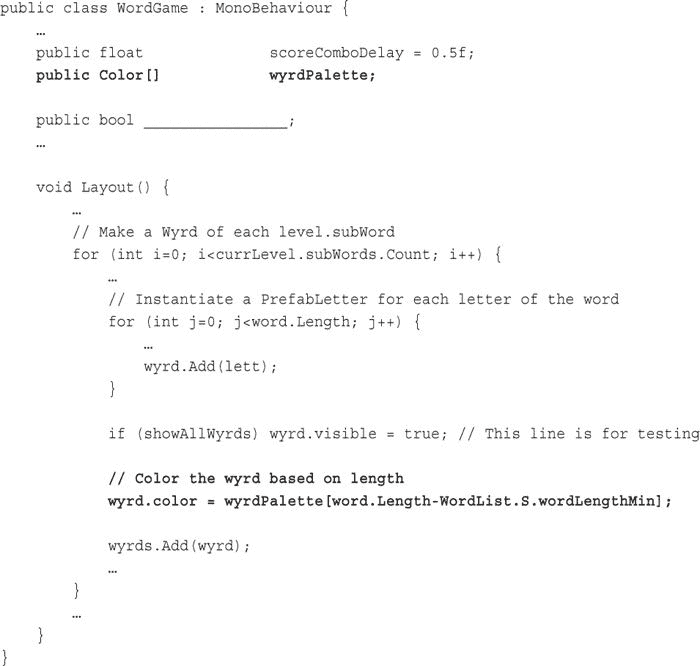 public class WordGame : MonoBehaviour {
…
public float scoreComboDelay = 0.5f;
public Color[] wyrdPalette;
public bool ________________;
…
void Layout() {
…
// Make a Wyrd of each level.subWord
for (int i=0; i<currLevel.subWords.Count; i++) {
…
// Instantiate a PrefabLetter for each letter of the word
for (int j=0; j<word.Length; j++) {
…
wyrd.Add(lett);
}
if (showAllWyrds) wyrd.visible = true; // This line is for testing
// Color the wyrd based on length
wyrd.color = wyrdPalette[word.Length-WordList.S.wordLengthMin];
wyrds.Add(wyrd);
…
}
…
}
}